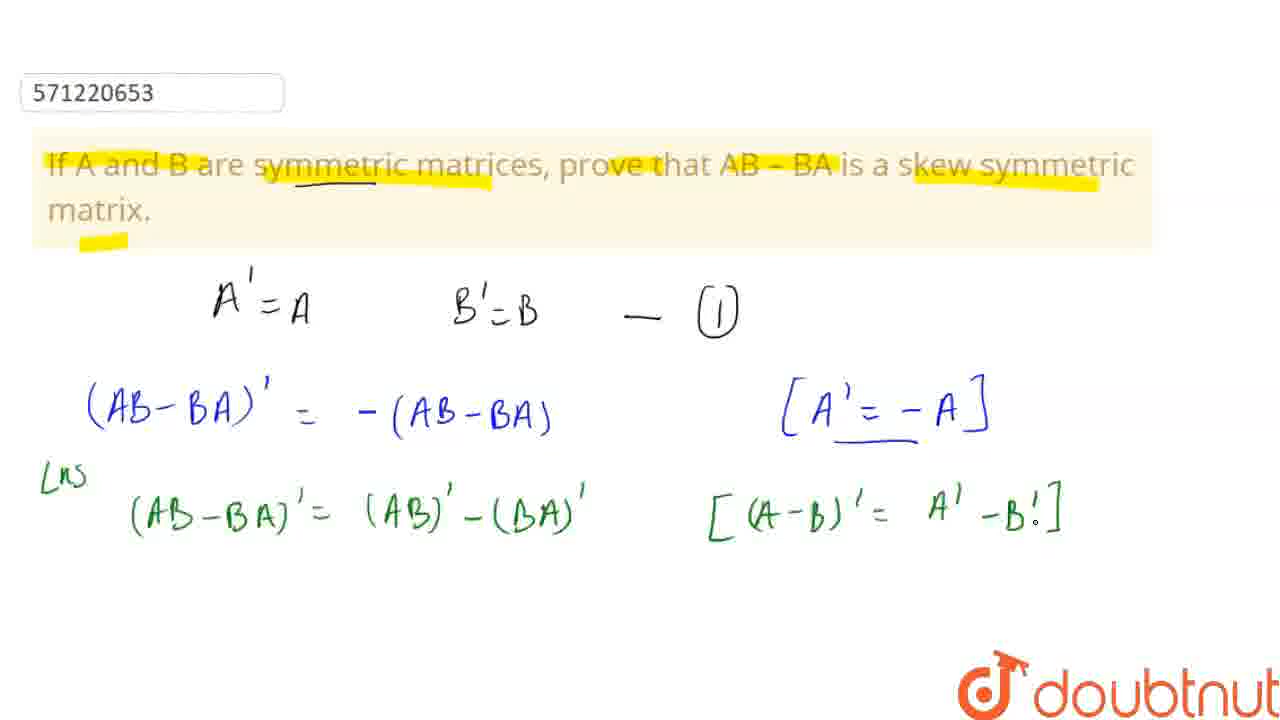 571220653
If A and B are symmetric matrices, prove that AB – BA is a skew symmetric
matrix.
A' = A B' = B — ①
(AB - BA)' = -(AB - BA) [A' = -A]
LHS
(AB - BA)' = (AB)' - (BA)' [(A - B)' = A' - B']
doubtnut